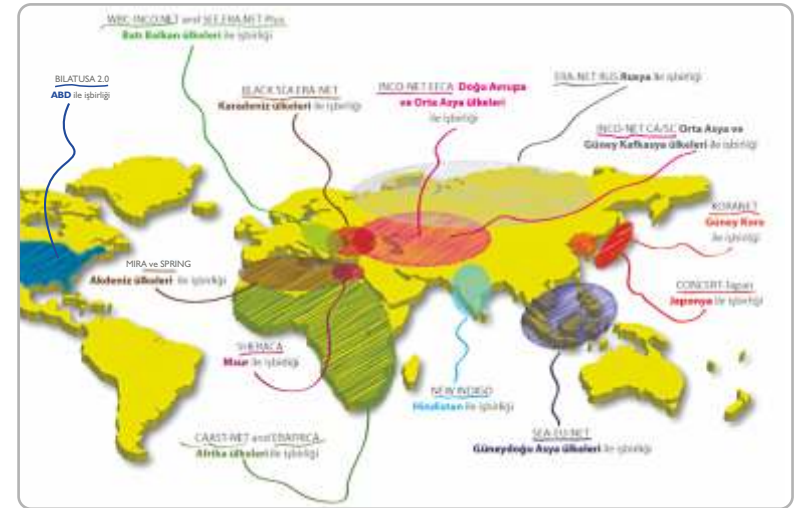 WBC-INCO.NET and SEE.ERA-NET Plus
Batı Balkan ülkeleri ile işbirliği
BILATUSA 2.0
ABD ile işbirliği
BLACK SEA ERA-NET
Karadeniz ülkeleri ile işbirliği
INCO-NET EECA Doğu Avrupa
ve Orta Asya ülkeleri
ile işbirliği
ERA-NET RUS Rusya ile işbirliği
INCO-NET CA/SC Orta Asya ve
Güney Kafkasya ülkeleri ile işbirliği
KORANET
Güney Kore
ile işbirliği
MIRA ve SPRING
Akdeniz ülkeleri ile işbirliği
CONCERT-Japan
Japonya ile işbirliği
SHERACA
Mısır ile işbirliği
NEW INDIGO
Hindistan ile işbirliği
CAAST-NET and ERAFRICA
Afrika ülkeleri ile işbirliği
SEA-EU-NET
Güneydoğu Asya ülkeleri ile işbirliği